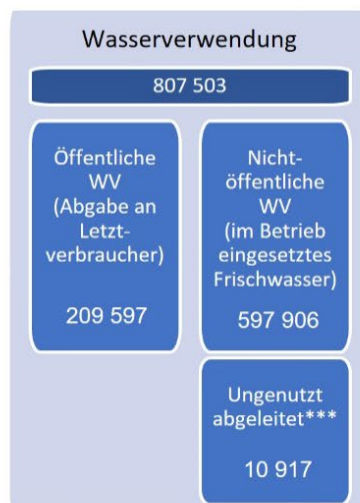 Wasserverwendung
807 503
Öffentliche
WV
(Abgabe an
Letzt-
verbraucher)
209 597
Nicht-
öffentliche
WV
(im Betrieb
eingesetztes
Frischwasser)
597 906
Ungenutzt
abgeleitet***
10 917